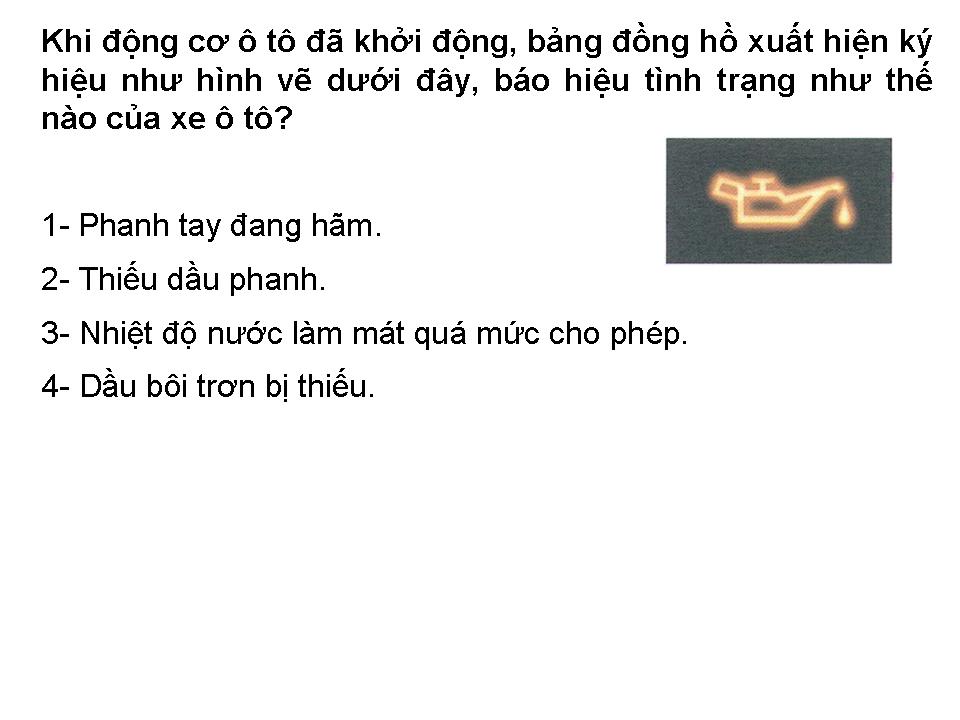 Khi động cơ ô tô đã khởi động, bảng đồng hồ xuất hiện ký
hiệu như hình vẽ dưới đây, báo hiệu tình trạng như thế
nào của xe ô tô?
1- Phanh tay đang hãm.
2- Thiếu dầu phanh.
3- Nhiệt độ nước làm mát quá mức cho phép.
4- Dầu bôi trơn bị thiếu.